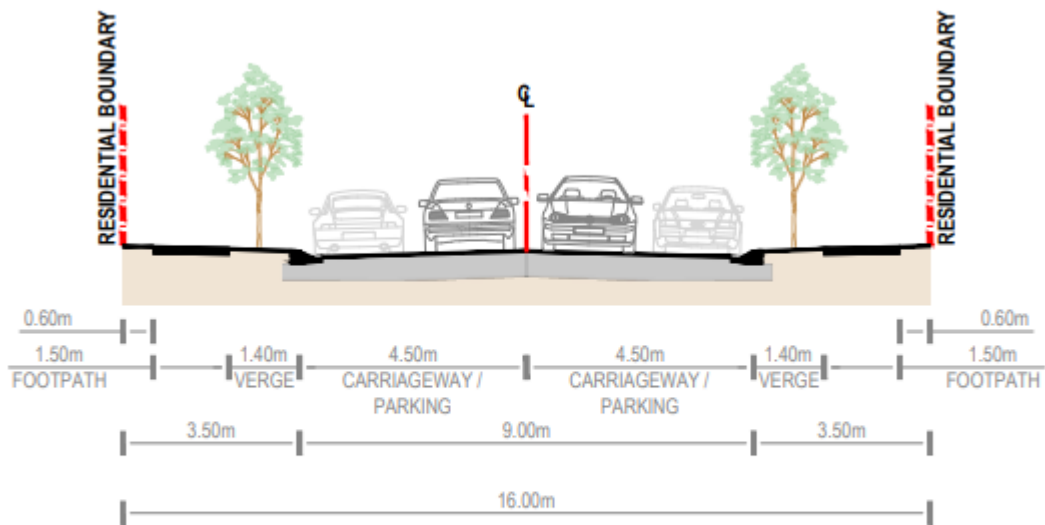 RESIDENTIAL BOUNDARY
℄
RESIDENTIAL BOUNDARY
0.60m
0.60m
1.50m
1.40m
4.50m
4.50m
1.40m
1.50m
FOOTPATH
VERGE
CARRIAGEWAY /
CARRIAGEWAY /
VERGE
FOOTPATH
PARKING
PARKING
3.50m
9.00m
3.50m
16.00m